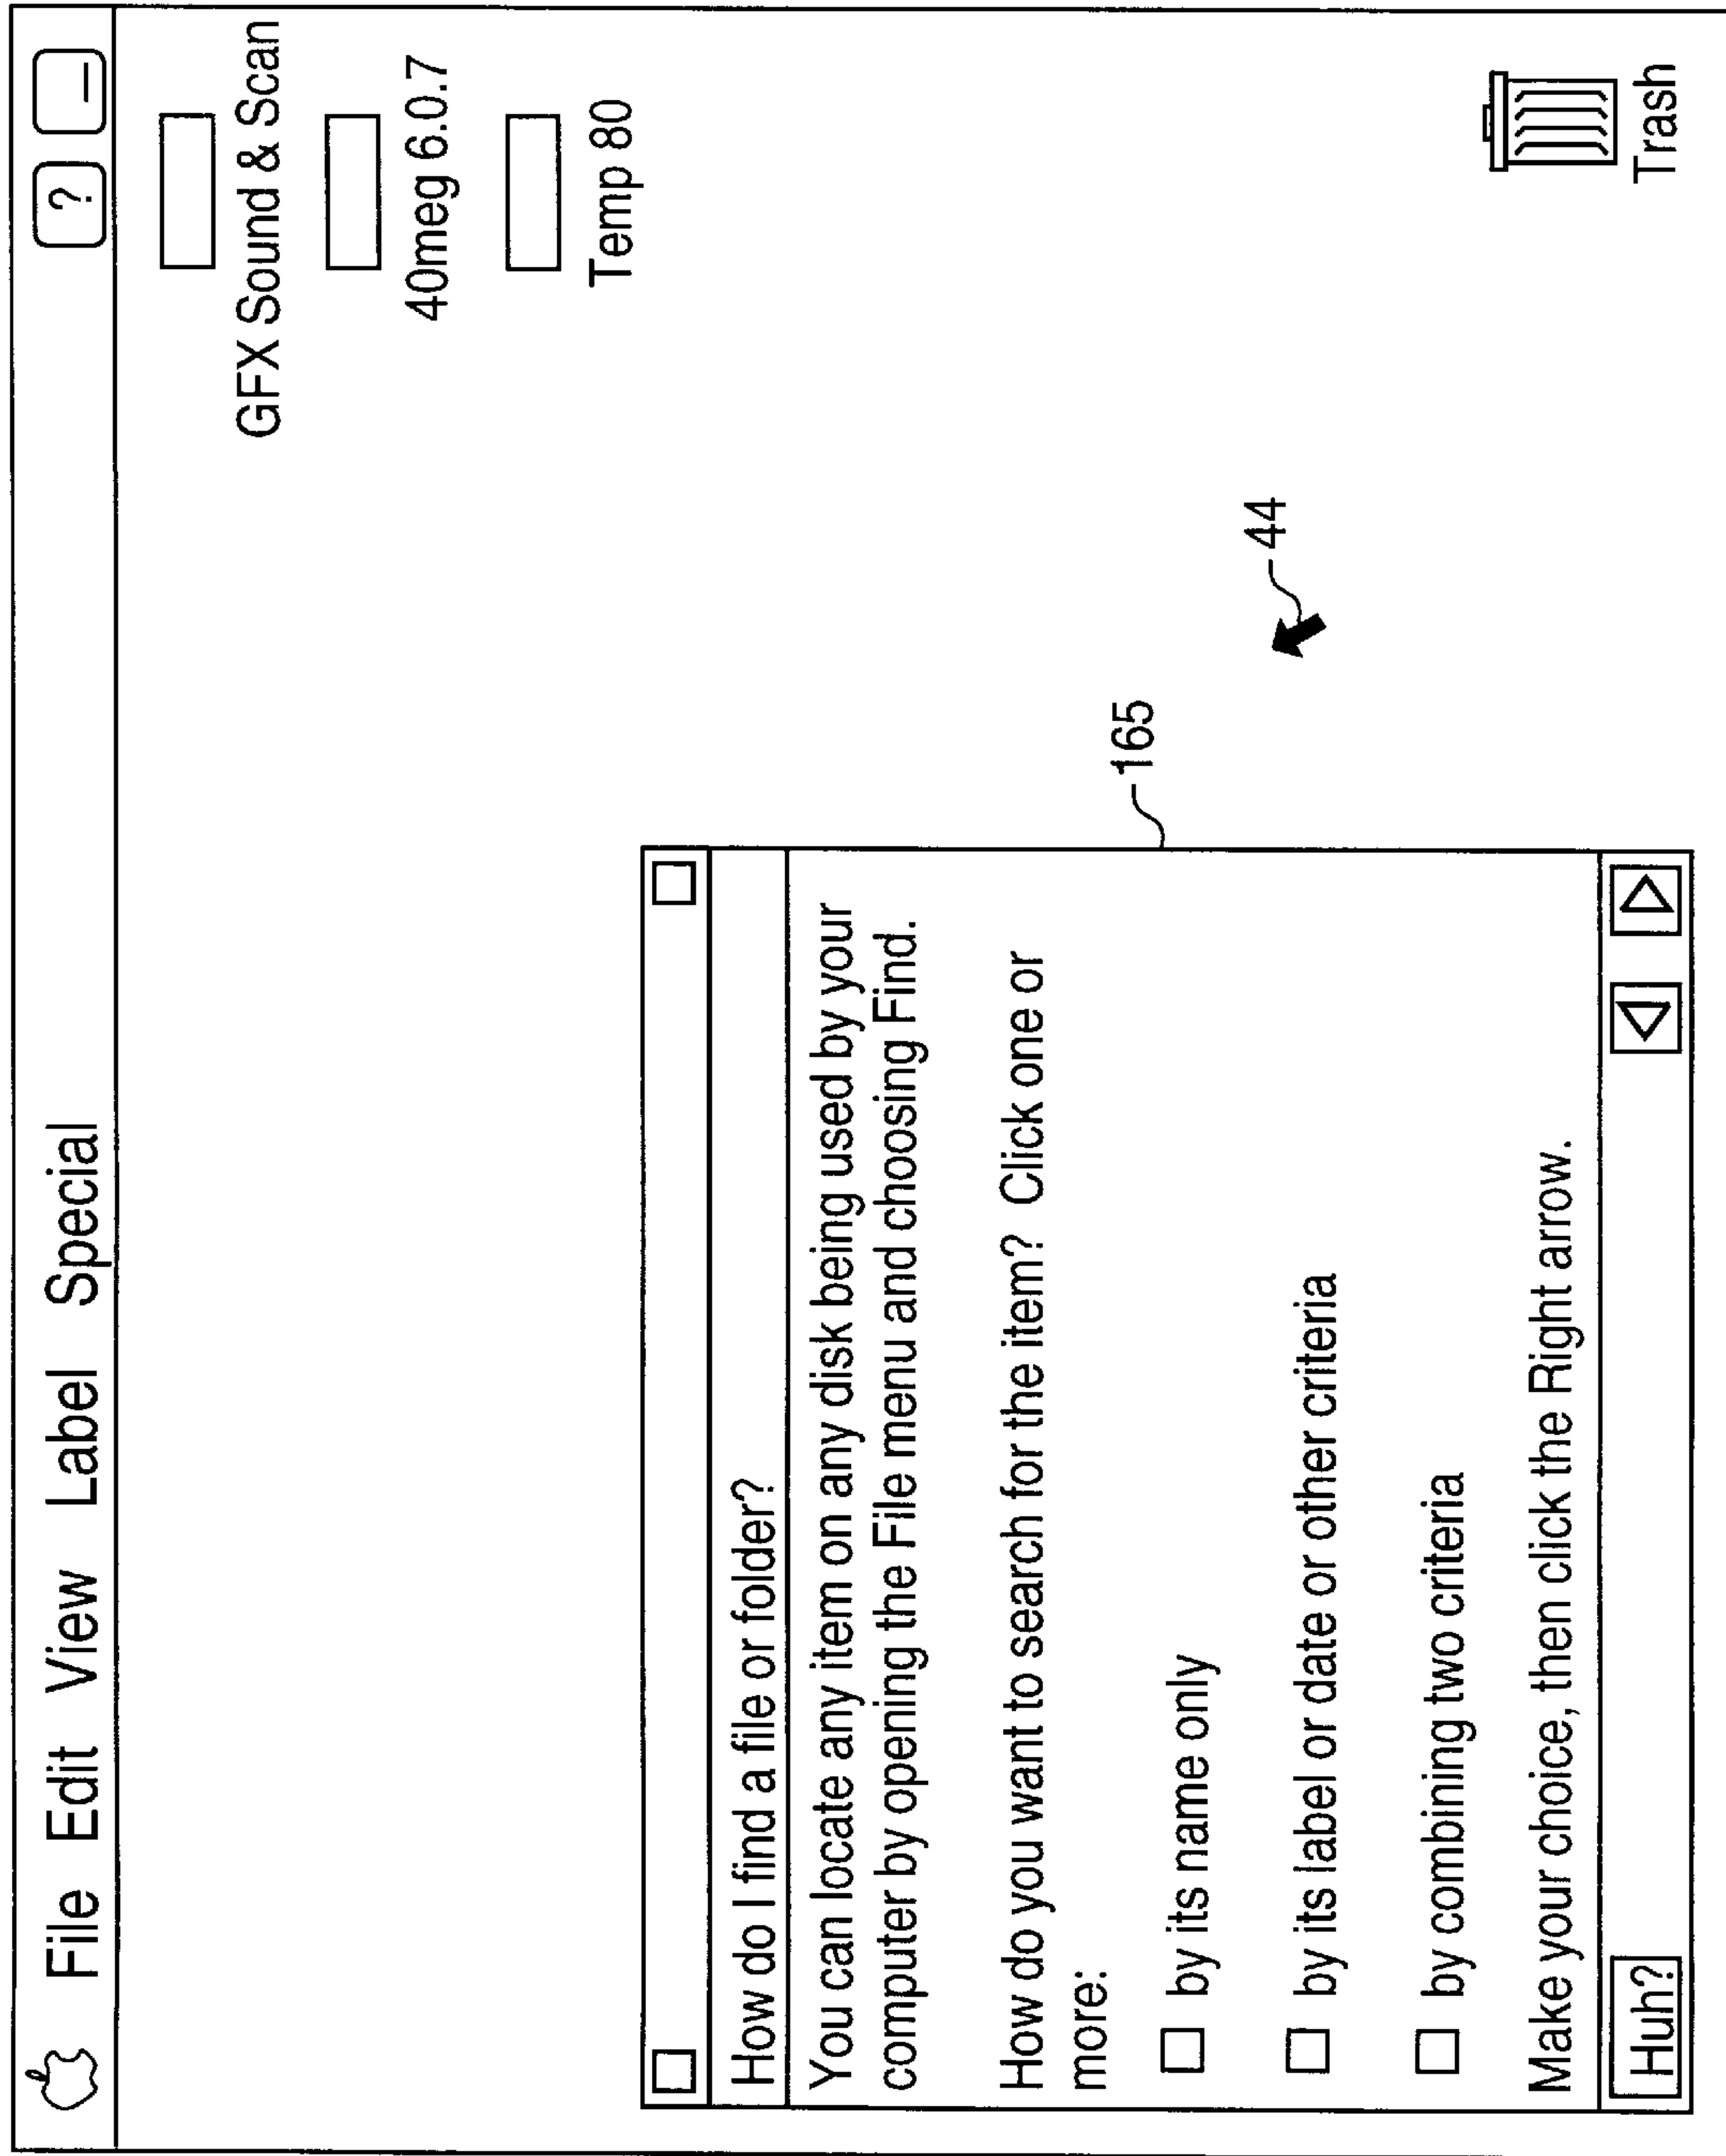 File Edit View Label Special ? –
GFX Sound & Scan
40meg 6.0.7
Temp 80
How do I find a file or folder?
You can locate any item on any disk being used by your
computer by opening the File menu and choosing Find.
How do you want to search for the item? Click one or
more:
by its name only
by its label or date or other criteria
by combining two criteria
Make your choice, then click the Right arrow.
Huh?
165
44
Trash